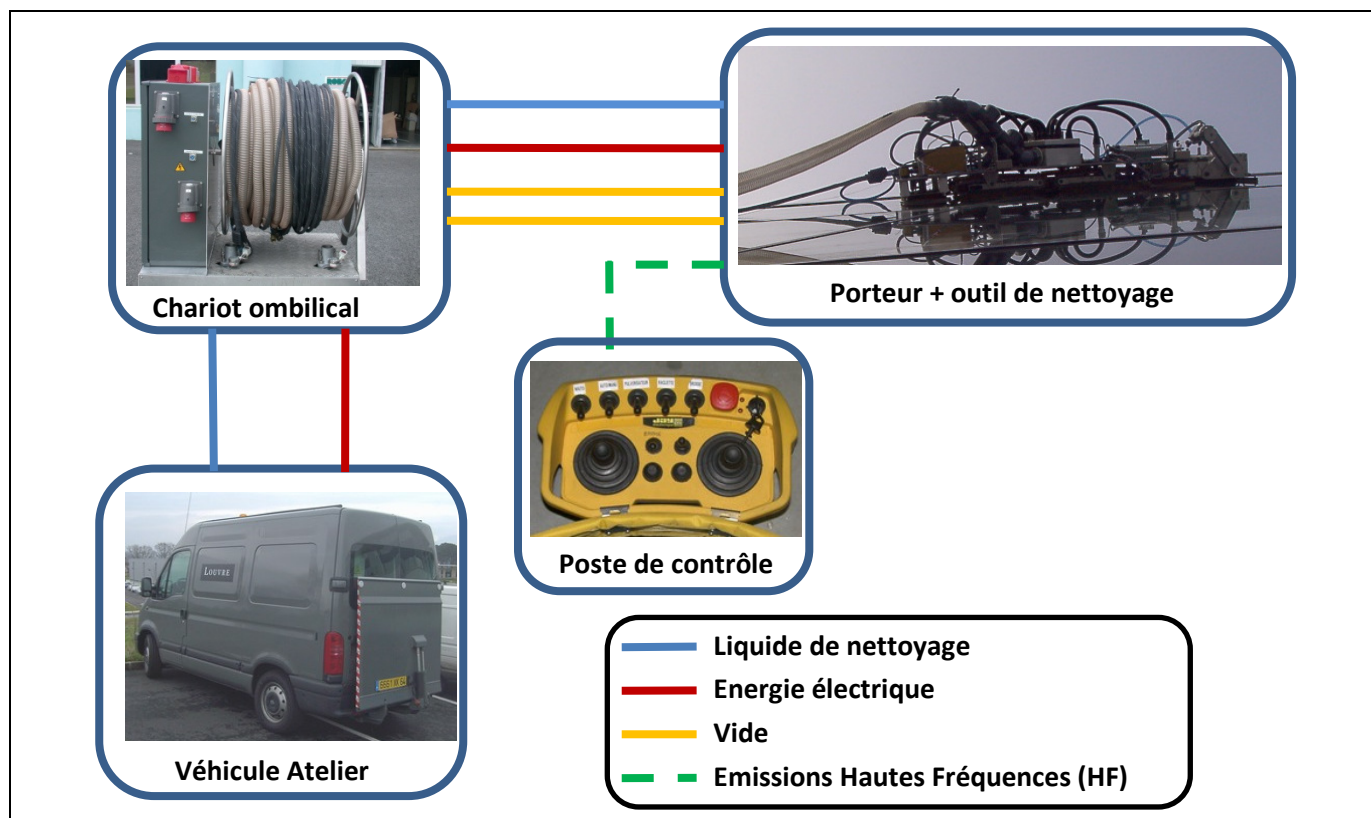 Chariot ombilical
Porteur + outil de nettoyage
Poste de contrôle
LOUVRE
Véhicule Atelier
Liquide de nettoyage
Energie électrique
Vide
Emissions Hautes Fréquences (HF)